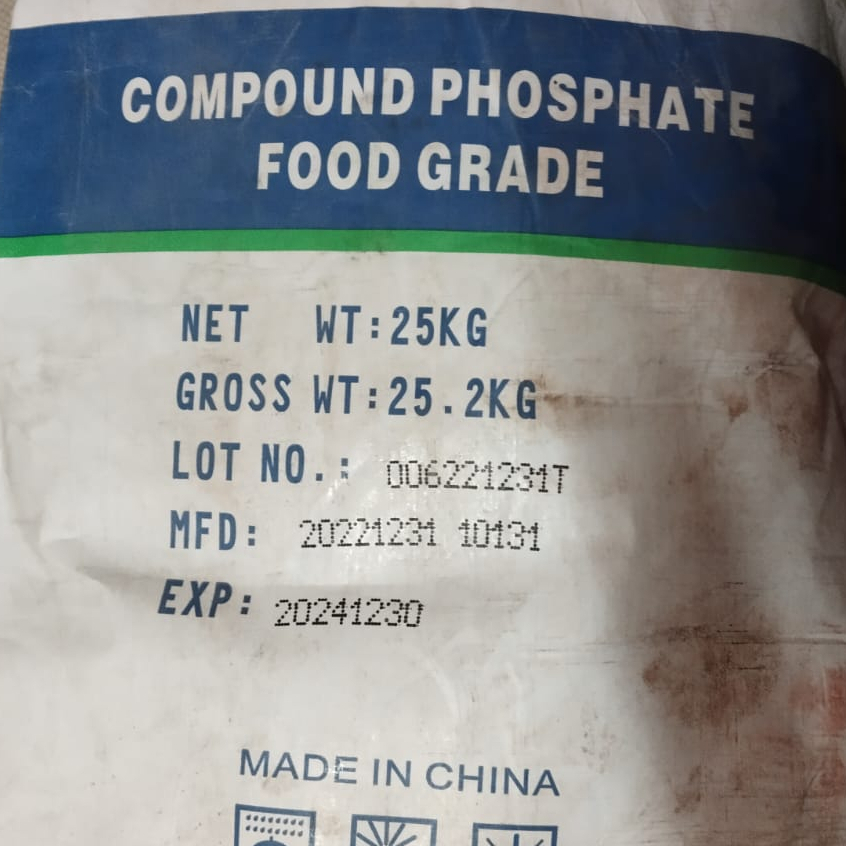 COMPOUND PHOSPHATE
FOOD GRADE
NET WT:25KG
GROSS WT:25.2KG
LOT NO.: 006221231T
MFD: 20221231 10131
EXP: 20241230
MADE IN CHINA